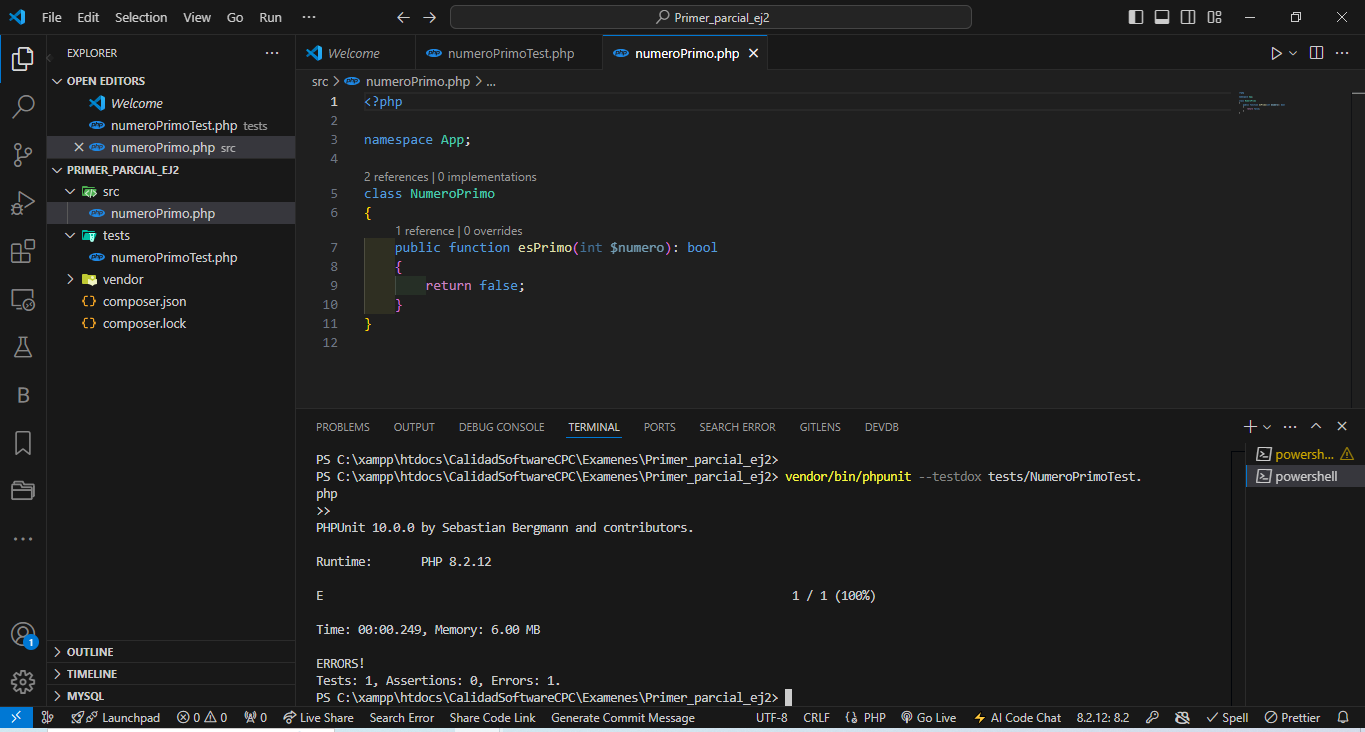 File Edit Selection View Go Run ··· Primer_parcial_ej2
EXPLORER ···
OPEN EDITORS
Welcome
numeroPrimoTest.php tests
numeroPrimo.php src
PRIMER_PARCIAL_EJ2
src
numeroPrimo.php
tests
numeroPrimoTest.php
vendor
composer.json
composer.lock
OUTLINE
TIMELINE
MYSQL
B
1
Welcome numeroPrimoTest.php numeroPrimo.php
src > numeroPrimo.php > ...
1 <?php
2
3 namespace App;
4
2 references | 0 implementations
5 class NumeroPrimo
6 {
1 reference | 0 overrides
7 public function esPrimo(int $numero): bool
8 {
9 return false;
10 }
11 }
12
PROBLEMS OUTPUT DEBUG CONSOLE TERMINAL PORTS SEARCH ERROR GITLENS DEVDB
PS C:\xampp\htdocs\CalidadSoftwareCPC\Examenes\Primer_parcial_ej2>
PS C:\xampp\htdocs\CalidadSoftwareCPC\Examenes\Primer_parcial_ej2> vendor/bin/phpunit --testdox tests/NumeroPrimoTest.
php
>>
PHPUnit 10.0.0 by Sebastian Bergmann and contributors.
Runtime: PHP 8.2.12
E 1 / 1 (100%)
Time: 00:00.249, Memory: 6.00 MB
ERRORS!
Tests: 1, Assertions: 0, Errors: 1.
PS C:\xampp\htdocs\CalidadSoftwareCPC\Examenes\Primer_parcial_ej2>
powersh...
powershell
Launchpad 0 0 0 Live Share Search Error Share Code Link Generate Commit Message UTF-8 CRLF PHP Go Live AI Code Chat 8.2.12: 8.2 Spell Prettier